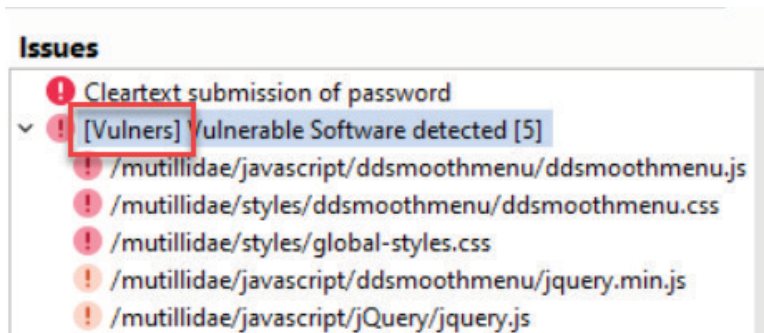 Issues
Cleartext submission of password
[Vulners] Vulnerable Software detected [5]
/mutillidae/javascript/ddsmoothmenu/ddsmoothmenu.js
/mutillidae/styles/ddsmoothmenu/ddsmoothmenu.css
/mutillidae/styles/global-styles.css
/mutillidae/javascript/ddsmoothmenu/jquery.min.js
/mutillidae/javascript/jQuery/jquery.js